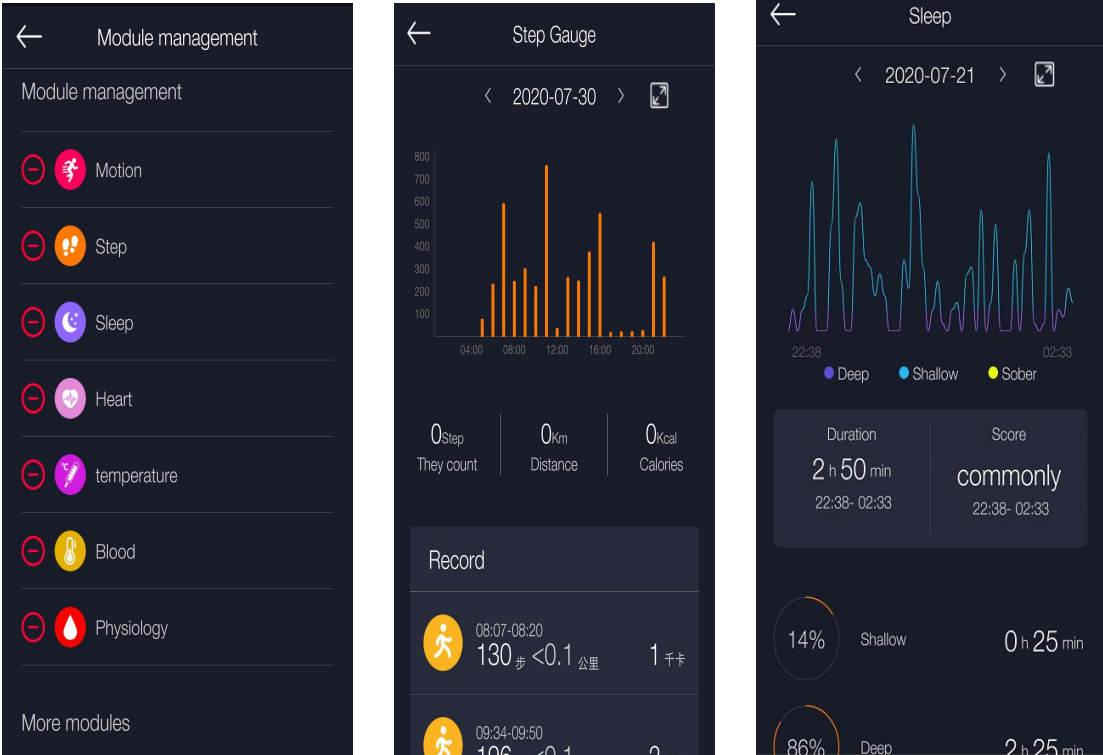 Module management
Module management
Motion
Step
Sleep
Heart
temperature
Blood
Physiology
More modules
Step Gauge
2020-07-30
800
700
600
500
400
300
200
100
04:00 08:00 12:00 16:00 20:00
0Step 0Km 0Kcal
They count Distance Calories
Record
08:07-08:20
130 步 <0.1 公里 1 千卡
09:34-09:50
Sleep
2020-07-21
22:38 02:33
Deep Shallow Sober
Duration Score
2 h 50 min commonly
22:38- 02:33 22:38- 02:33
14% Shallow 0 h 25 min
86% Deep 2 h 25 min